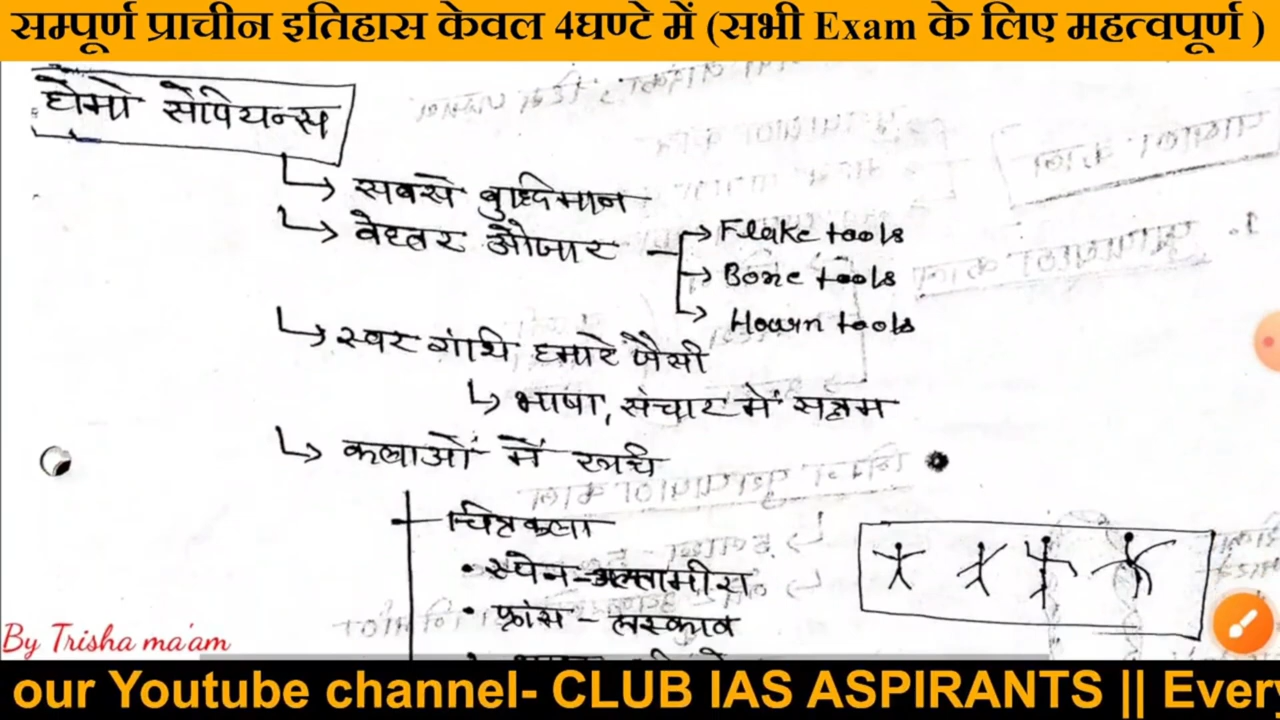 सम्पूर्ण प्राचीन इतिहास केवल 4घण्टे में (सभी Exam के लिए महत्वपूर्ण )
होमो सेपियन्स
सबसे बुध्दिमान
बेहतर औजार
Flake tools
Bone tools
Hourn tools
स्वर ग्रंथि हमारे जैसी
भाषा, संचार में सक्षम
कलाओं में रुचि
चित्रकला
• स्पेन - अल्तामीरा
• फ्रांस - लस्काव
By Trisha ma'am
our Youtube channel- CLUB IAS ASPIRANTS || Every